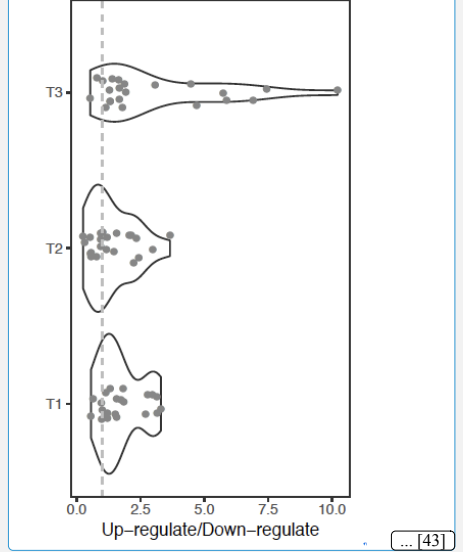 T3
T2
T1
0.0 2.5 5.0 7.5 10.0
Up−regulate/Down−regulate
... [43]